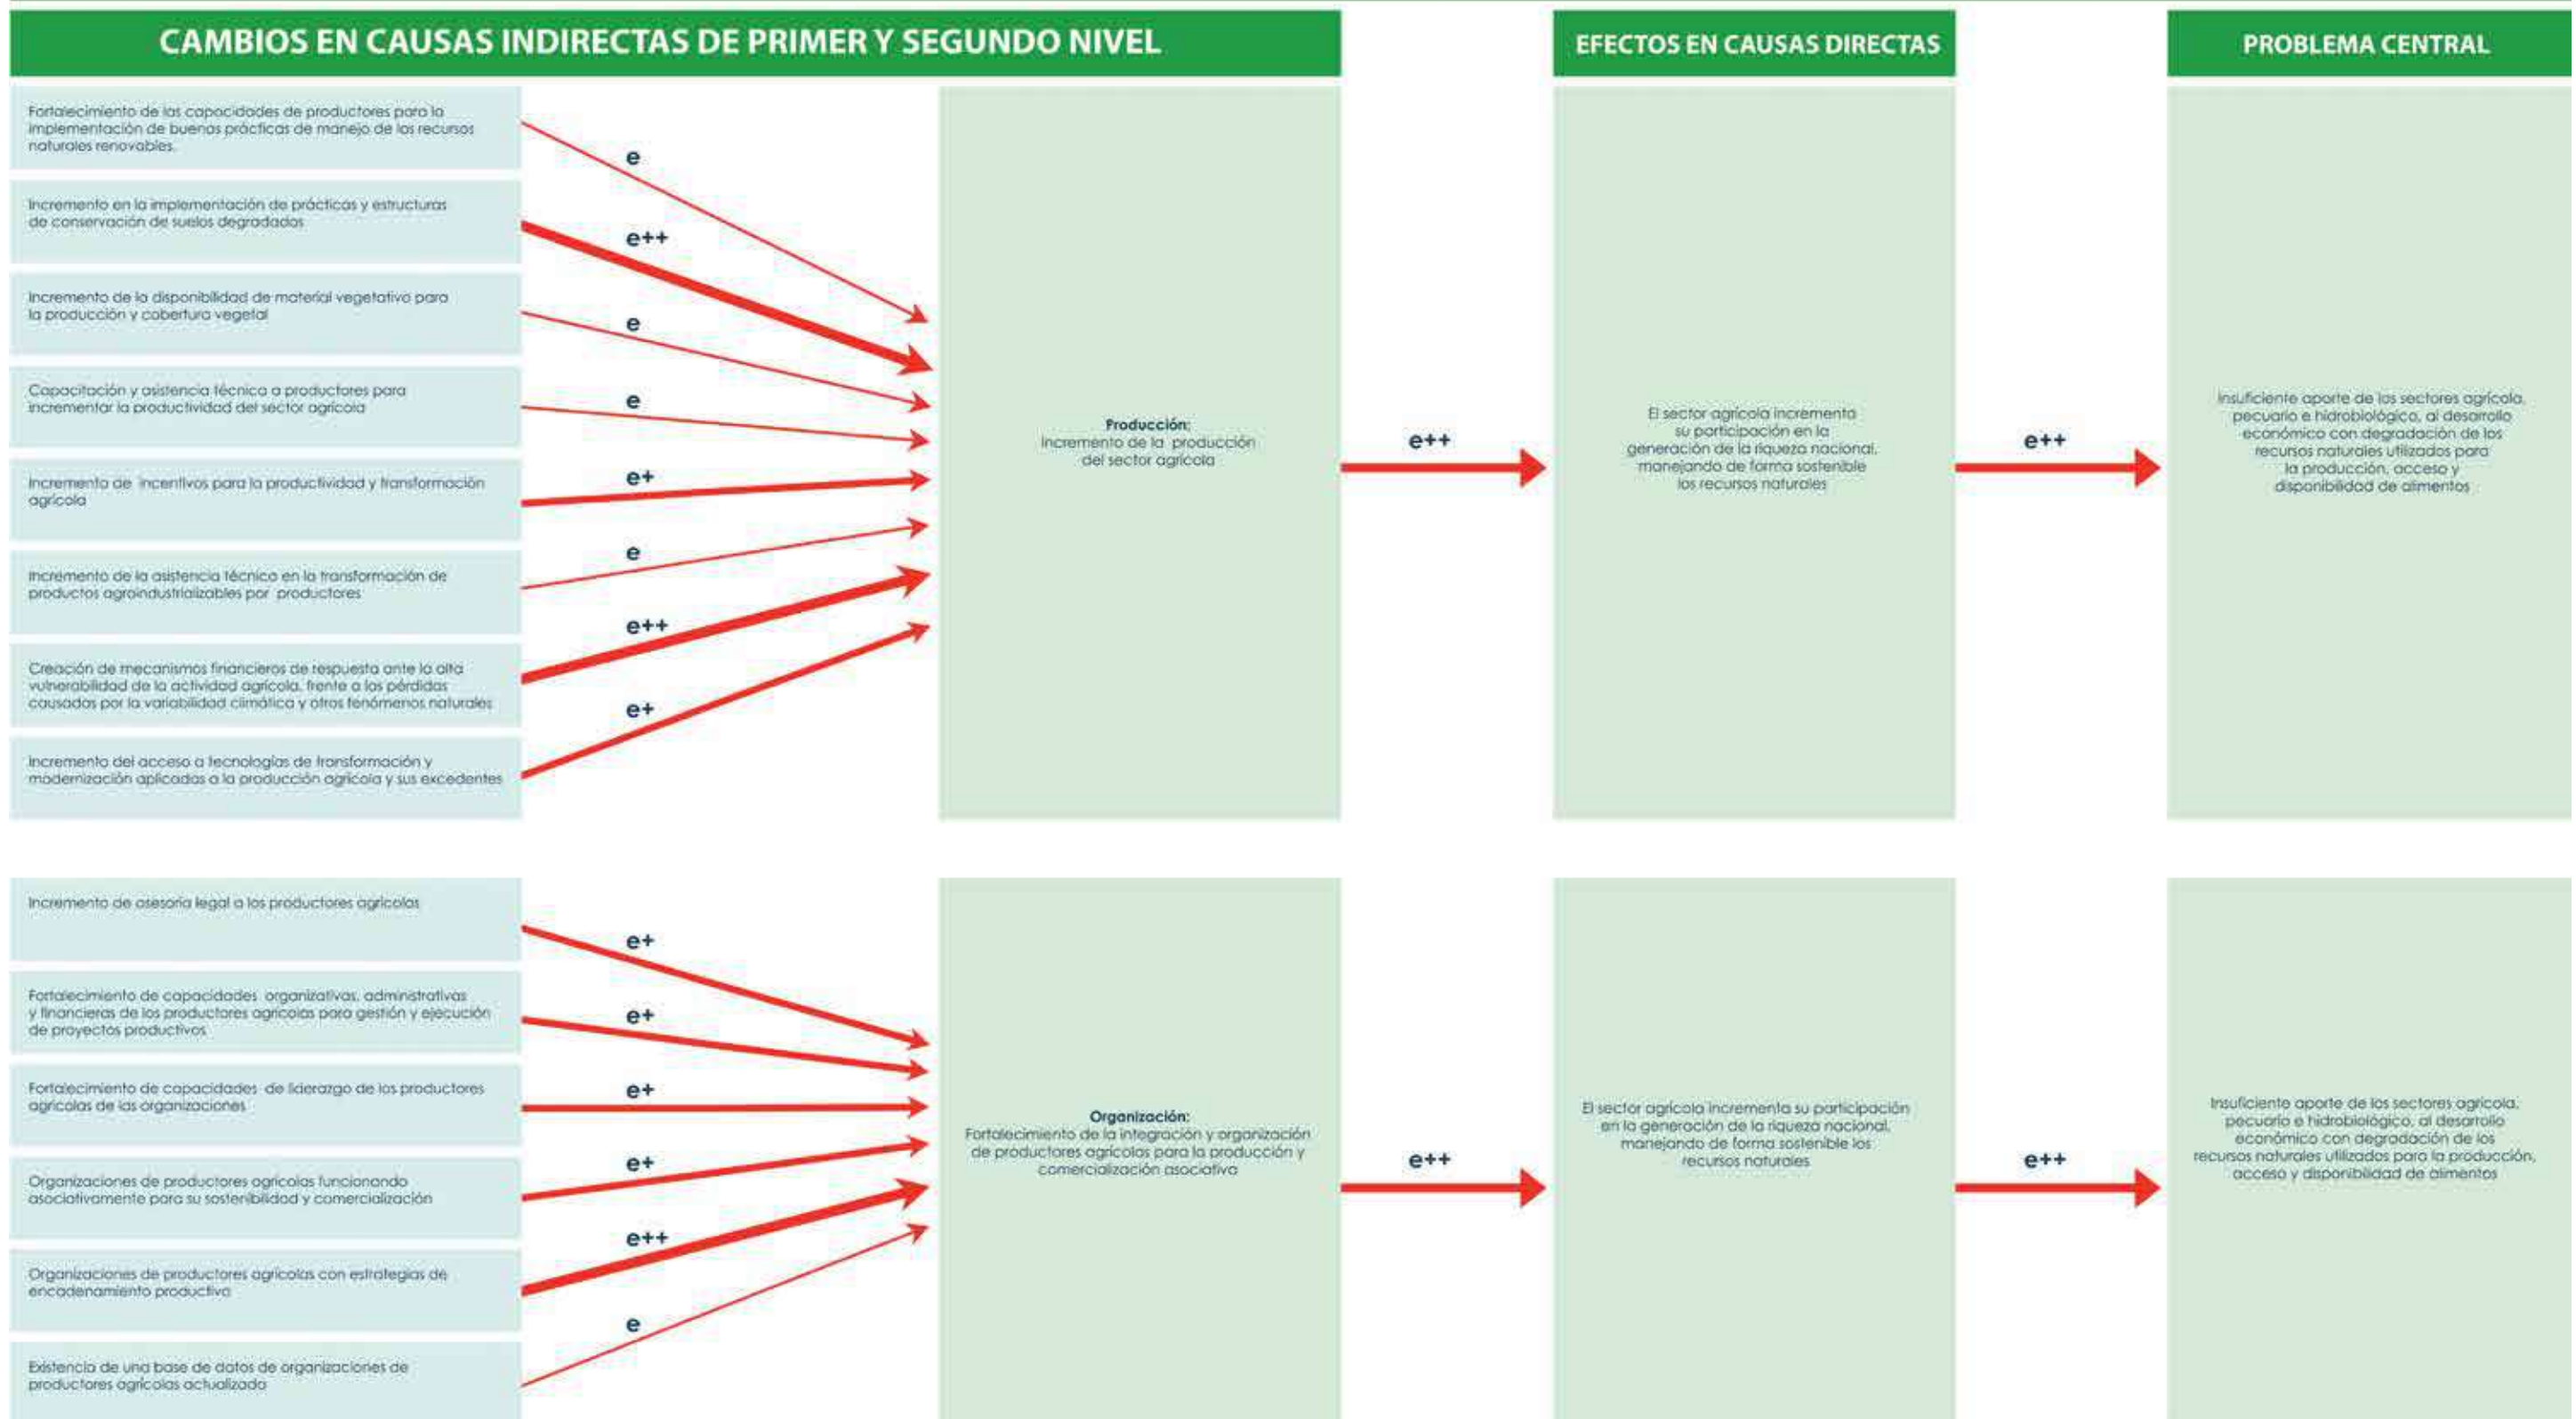 CAMBIOS EN CAUSAS INDIRECTAS DE PRIMER Y SEGUNDO NIVEL
EFECTOS EN CAUSAS DIRECTAS
PROBLEMA CENTRAL
Fortalecimiento de las capacidades de productores para la
implementación de buenas prácticas de manejo de los recursos
naturales renovables.
e
Incremento en la implementación de prácticas y estructuras
de conservación de suelos degradados
e++
Incremento de la disponibilidad de material vegetativo para
la producción y cobertura vegetal
e
Capacitación y asistencia técnica a productores para
incrementar la productividad del sector agrícola
e
Incremento de incentivos para la productividad y transformación
agrícola
e+
Incremento de la asistencia técnica en la transformación de
productos agroindustrializables por productores
e
Creación de mecanismos financieros de respuesta ante la alta
vulnerabilidad de la actividad agrícola, frente a las pérdidas
causadas por la variabilidad climática y otros fenómenos naturales
e++
Incremento del acceso a tecnologías de transformación y
modernización aplicadas a la producción agrícola y sus excedentes
e+
Producción:
Incremento de la producción
del sector agrícola
e++
El sector agrícola incrementa
su participación en la
generación de la riqueza nacional,
manejando de forma sostenible
los recursos naturales
e++
Insuficiente aporte de los sectores agrícola,
pecuario e hidrobiológico, al desarrollo
económico con degradación de los
recursos naturales utilizados para
la producción, acceso y
disponibilidad de alimentos
Incremento de asesoría legal a los productores agrícolas
e+
Fortalecimiento de capacidades organizativas, administrativas
y financieras de los productores agrícolas para gestión y ejecución
de proyectos productivos
e+
Fortalecimiento de capacidades de liderazgo de los productores
agrícolas de las organizaciones
e+
Organizaciones de productores agrícolas funcionando
asociativamente para su sostenibilidad y comercialización
e+
Organizaciones de productores agrícolas con estrategias de
encadenamiento productivo
e++
Existencia de una base de datos de organizaciones de
productores agrícolas actualizada
e
Organización:
Fortalecimiento de la integración y organización
de productores agrícolas para la producción y
comercialización asociativa
e++
El sector agrícola incrementa su participación
en la generación de la riqueza nacional,
manejando de forma sostenible los
recursos naturales
e++
Insuficiente aporte de los sectores agrícola,
pecuario e hidrobiológico, al desarrollo
económico con degradación de los
recursos naturales utilizados para la producción,
acceso y disponibilidad de alimentos